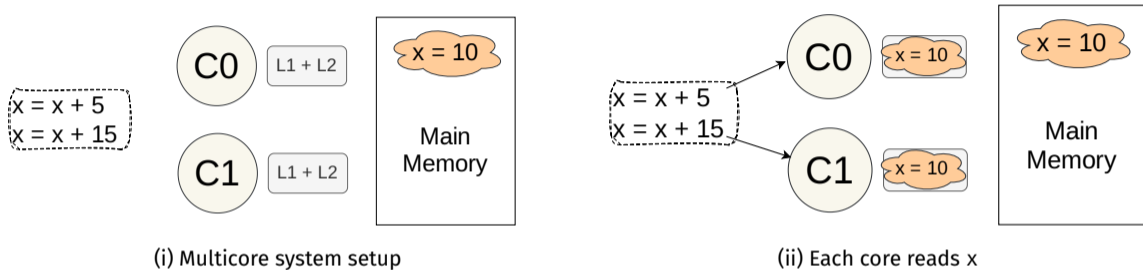 x = x + 5
x = x + 15
C0
L1 + L2
C1
L1 + L2
x = 10
Main
Memory
(i) Multicore system setup
x = x + 5
x = x + 15
C0
x = 10
C1
x = 10
x = 10
Main
Memory
(ii) Each core reads x